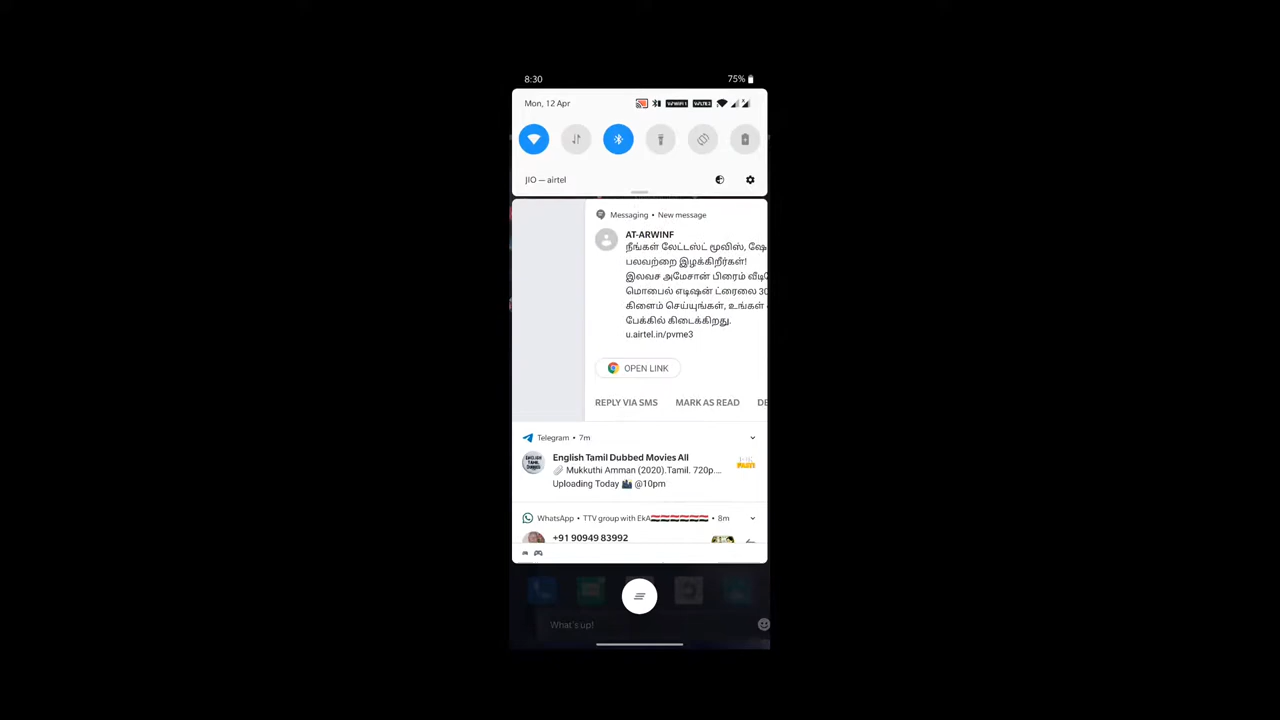 8:30
75%
Mon, 12 Apr
JIO — airtel
Messaging • New message
AT-ARWINF
நீங்கள் லேட்டஸ்ட் மூவிஸ், ஷே
பலவற்றை இழக்கிறீர்கள்!
இலவச அமேசான் பிரைம் வீடி
மொபைல் எடிஷன் ட்ரைலை 30
கிளைம் செய்யுங்கள், உங்கள்
பேக்கில் கிடைக்கிறது.
u.airtel.in/pvme3
OPEN LINK
REPLY VIA SMS MARK AS READ DE
Telegram • 7m
English Tamil Dubbed Movies All
Mukkuthi Amman (2020).Tamil. 720p....
Uploading Today @10pm
WhatsApp • TTV group with EkA • 8m
+91 90949 83992
What's up!